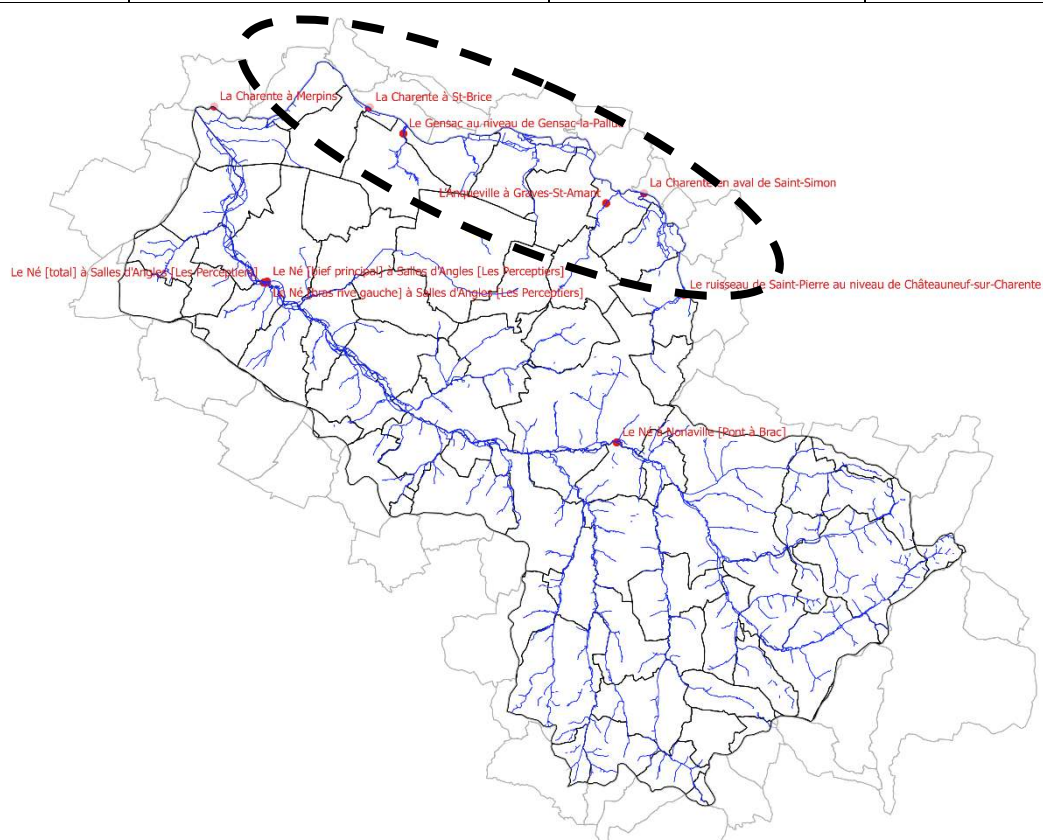 La Charente à Merpins
La Charente à St-Brice
Le Gensac au niveau de Gensac-la-Pallue
La Charente en aval de Saint-Simon
L'Anqueville à Graves-St-Amant
Le Né [total] à Salles d'Angles [Les Perceptiers]
Le Né [bief principal] à Salles d'Angles [Les Perceptiers]
Le ruisseau de Saint-Pierre au niveau de Châteauneuf-sur-Charente
Le Né [bras rive gauche] à Salles d'Angles [Les Perceptiers]
Le Né à Nonaville [Pont à Brac]